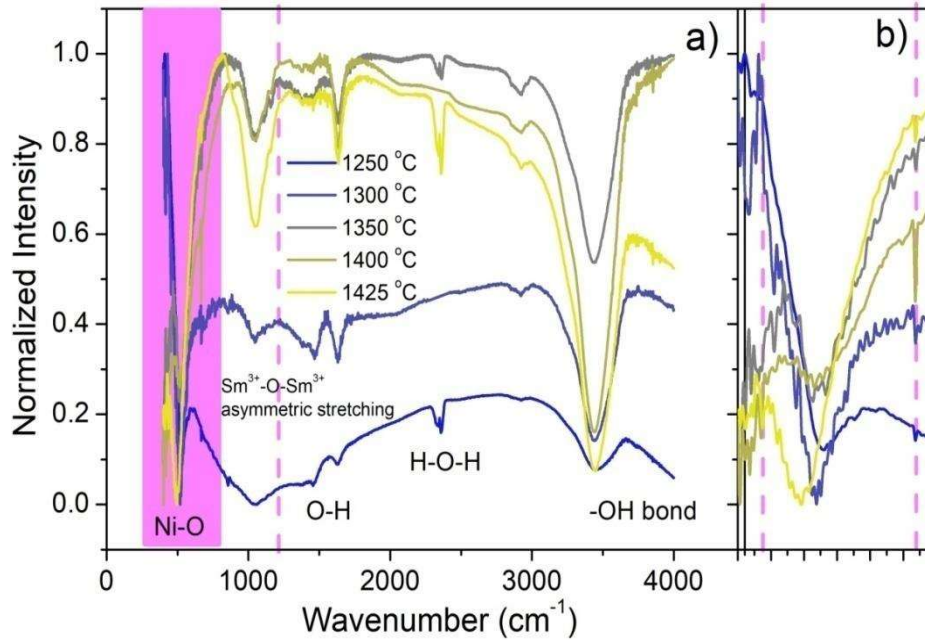 a)
b)
1.0
0.8
0.6
0.4
0.2
0.0
Normalized Intensity
1250 °C
1300 °C
1350 °C
1400 °C
1425 °C
Sm³⁺-O-Sm³⁺
asymmetric stretching
H-O-H
Ni-O
O-H
-OH bond
0 1000 2000 3000 4000
Wavenumber (cm⁻¹)